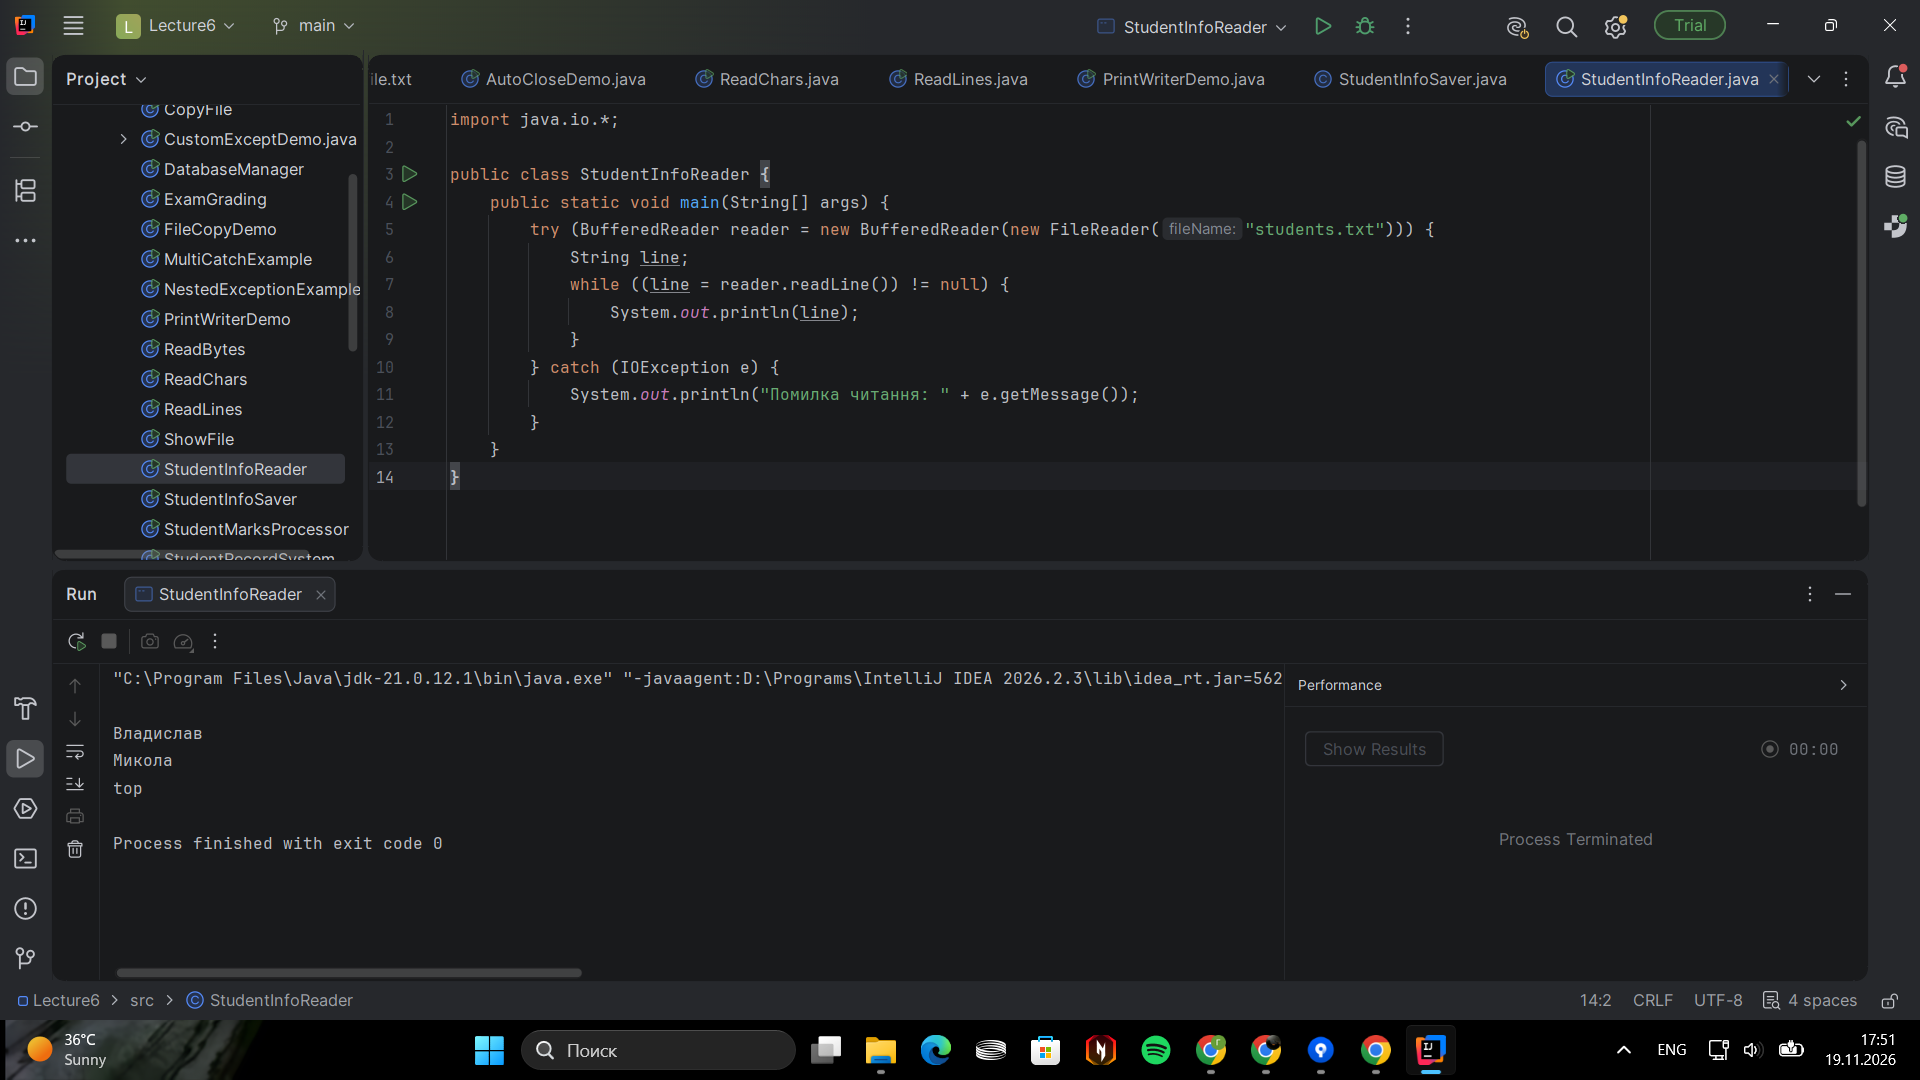 L Lecture6 main StudentInfoReader Trial
Project
CopyFile
CustomExceptDemo.java
DatabaseManager
ExamGrading
FileCopyDemo
MultiCatchExample
NestedExceptionExample
PrintWriterDemo
ReadBytes
ReadChars
ReadLines
ShowFile
StudentInfoReader
StudentInfoSaver
StudentMarksProcessor
StudentRecordSystem
ile.txt AutoCloseDemo.java ReadChars.java ReadLines.java PrintWriterDemo.java StudentInfoSaver.java StudentInfoReader.java
1 import java.io.*;
2
3 public class StudentInfoReader {
4 public static void main(String[] args) {
5 try (BufferedReader reader = new BufferedReader(new FileReader( fileName: "students.txt"))) {
6 String line;
7 while ((line = reader.readLine()) != null) {
8 System.out.println(line);
9 }
10 } catch (IOException e) {
11 System.out.println("Помилка читання: " + e.getMessage());
12 }
13 }
14 }
Run StudentInfoReader
"C:\Program Files\Java\jdk-21.0.12.1\bin\java.exe" "-javaagent:D:\Programs\IntelliJ IDEA 2026.2.3\lib\idea_rt.jar=562
Владислав
Микола
top
Process finished with exit code 0
Performance
Show Results 00:00
Process Terminated
Lecture6 > src > StudentInfoReader 14:2 CRLF UTF-8 4 spaces
36°C
Sunny
Поиск
ENG
17:51
19.11.2026